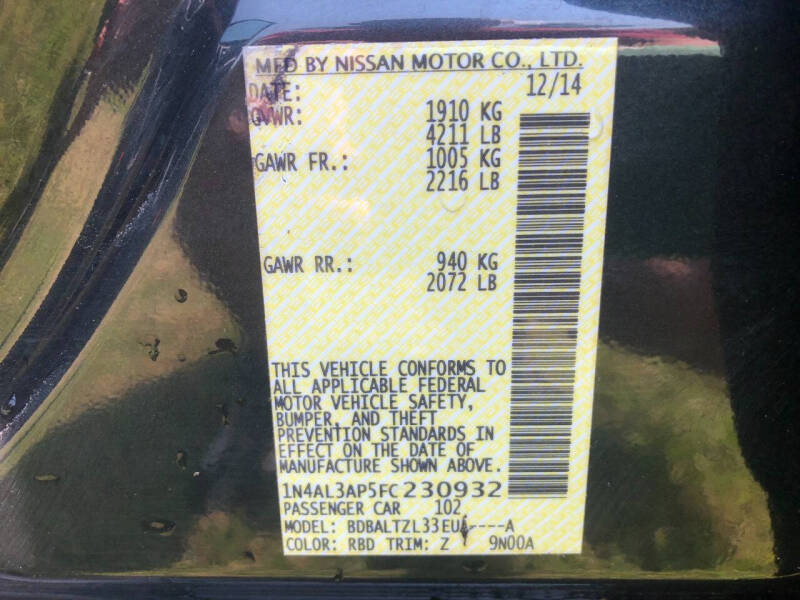 MFD BY NISSAN MOTOR CO., LTD.
DATE: 12/14
GVWR: 1910 KG
4211 LB
GAWR FR.: 1005 KG
2216 LB
GAWR RR.: 940 KG
2072 LB
THIS VEHICLE CONFORMS TO
ALL APPLICABLE FEDERAL
MOTOR VEHICLE SAFETY,
BUMPER, AND THEFT
PREVENTION STANDARDS IN
EFFECT ON THE DATE OF
MANUFACTURE SHOWN ABOVE.
1N4AL3AP5FC230932
PASSENGER CAR 102
MODEL: BDBALTZL33EUA----A
COLOR: RBD TRIM: Z 9N00A